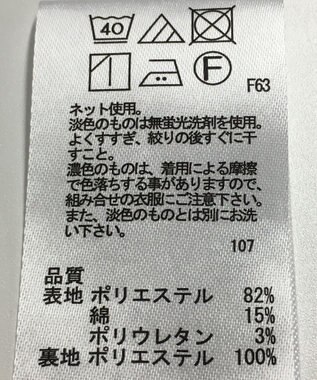 40
F
F63
ネット使用。
淡色のものは無蛍光洗剤を使用。
よくすすぎ、絞りの後すぐに干
すこと。
濃色のものは、着用による摩擦
で色落ちする事がありますので、
組み合せの衣服にご注意下さい。
また、淡色のものとは別にお洗
い下さい。
107
品質
表地 ポリエステル 82%
綿 15%
ポリウレタン 3%
裏地 ポリエステル 100%